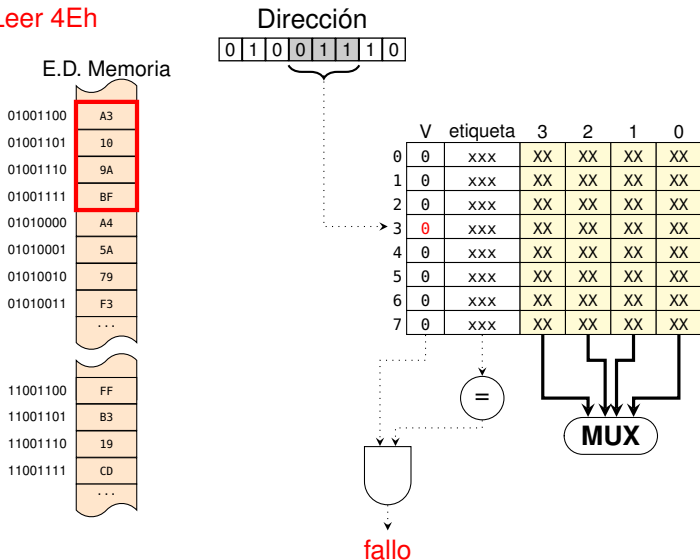 Leer 4Eh
Dirección
0 1 0 0 1 1 1 0
E.D. Memoria
01001100 A3
01001101 10
01001110 9A
01001111 BF
01010000 A4
01010001 5A
01010010 79
01010011 F3
...
11001100 FF
11001101 B3
11001110 19
11001111 CD
...
V etiqueta 3 2 1 0
0 0 xxx XX XX XX XX
1 0 xxx XX XX XX XX
2 0 xxx XX XX XX XX
3 0 xxx XX XX XX XX
4 0 xxx XX XX XX XX
5 0 xxx XX XX XX XX
6 0 xxx XX XX XX XX
7 0 xxx XX XX XX XX
=
MUX
fallo